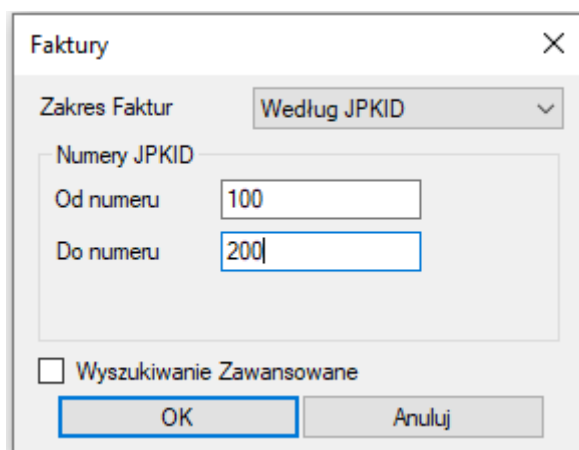 Faktury
Zakres Faktur Według JPKID
Numery JPKID
Od numeru 100
Do numeru 200
Wyszukiwanie Zawansowane
OK Anuluj